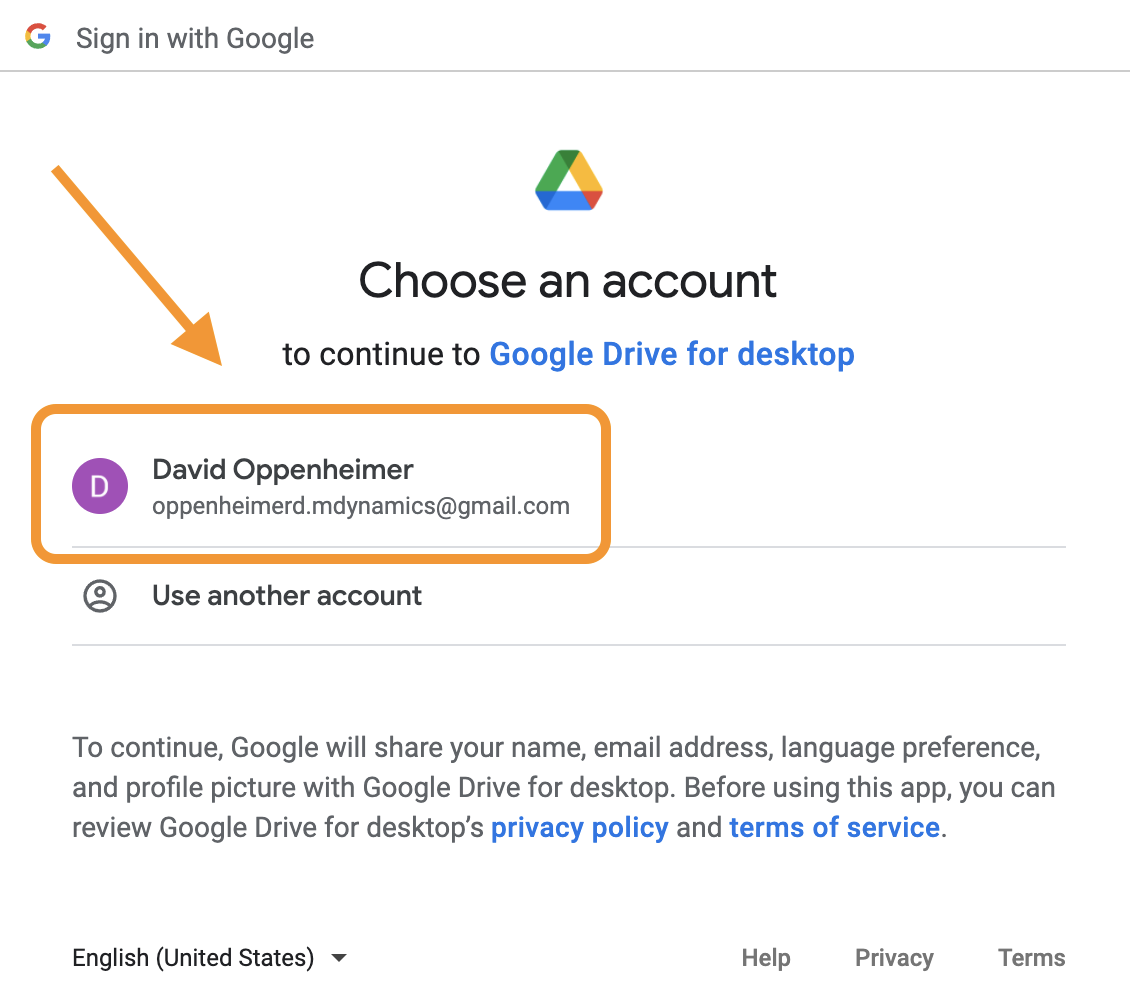 Sign in with Google
Choose an account
to continue to Google Drive for desktop
D
David Oppenheimer
oppenheimerd.mdynamics@gmail.com
Use another account
To continue, Google will share your name, email address, language preference,
and profile picture with Google Drive for desktop. Before using this app, you can
review Google Drive for desktop’s privacy policy and terms of service.
English (United States)
Help Privacy Terms